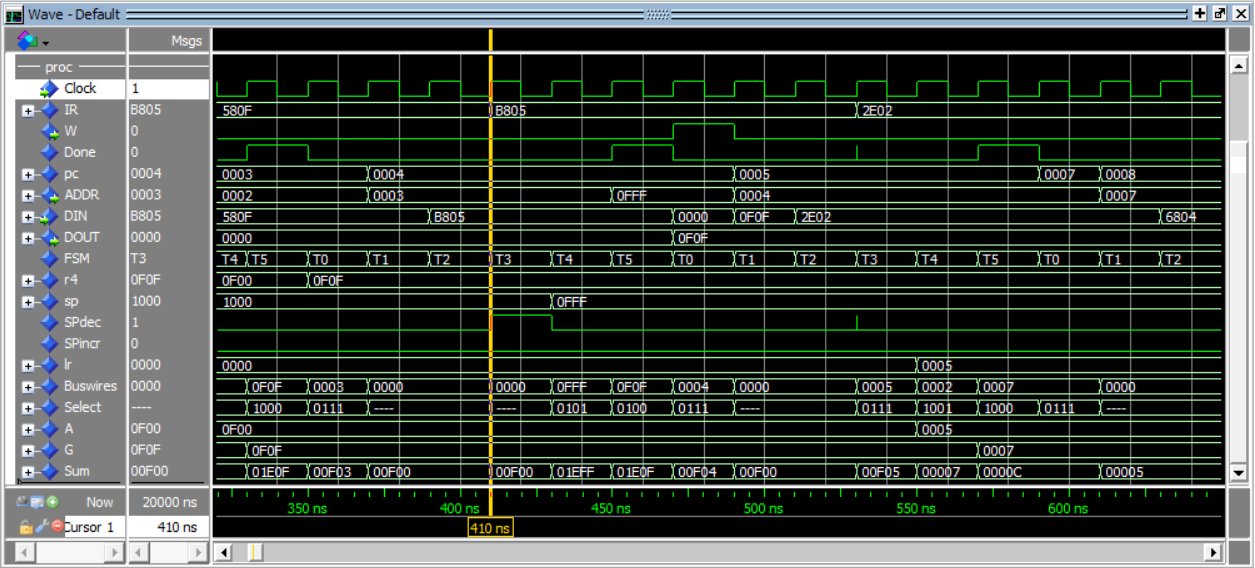 Wave - Default
Msgs
proc
Clock 1
IR B805 580F B805 2E02
W 0
Done 0
pc 0004 0003 0004 0005 0007 0008
ADDR 0003 0002 0003 0FFF 0004 0007
DIN B805 580F B805 0000 0F0F 2E02 6804
DOUT 0000 0000 0F0F
FSM T3 T4 T5 T0 T1 T2 T3 T4 T5 T0 T1 T2 T3 T4 T5 T0 T1 T2
r4 0F0F 0F00 0F0F
sp 1000 1000 0FFF
SPdec 1
SPincr 0
lr 0000 0000 0005
Buswires 0000 0F0F 0003 0000 0000 0FFF 0F0F 0004 0000 0005 0002 0007 0000
Select ---- 1000 0111 ---- ---- 0101 0100 0111 ---- 0111 1001 1000 0111 ----
A 0F00 0F00 0005
G 0F0F 0F0F 0007
Sum 00F00 01E0F 00F03 00F00 00F00 01EFF 01E0F 00F04 00F00 00F05 00007 0000C 00005
Now 20000 ns 350 ns 400 ns 450 ns 500 ns 550 ns 600 ns
Cursor 1 410 ns 410 ns